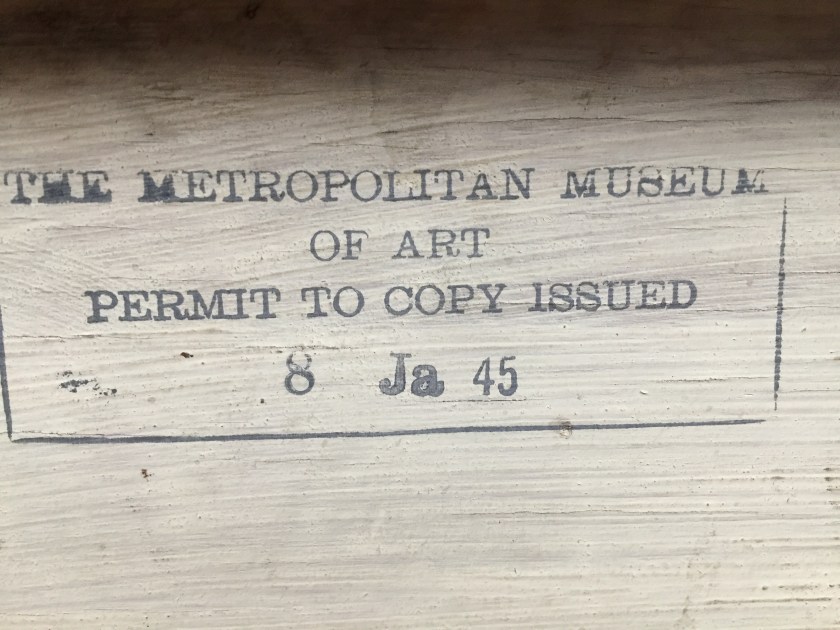 THE METROPOLITAN MUSEUM
OF ART
PERMIT TO COPY ISSUED
8 Ja 45